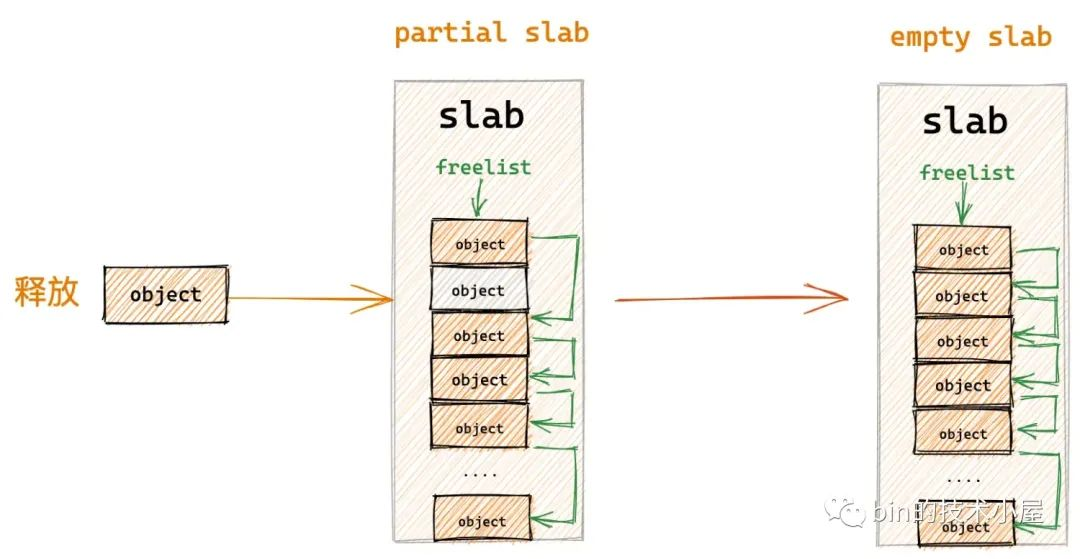 partial slab
empty slab
释放
object
slab
freelist
object
object
object
object
object
....
object
slab
freelist
object
object
object
object
object
....
object
bin的技术小屋